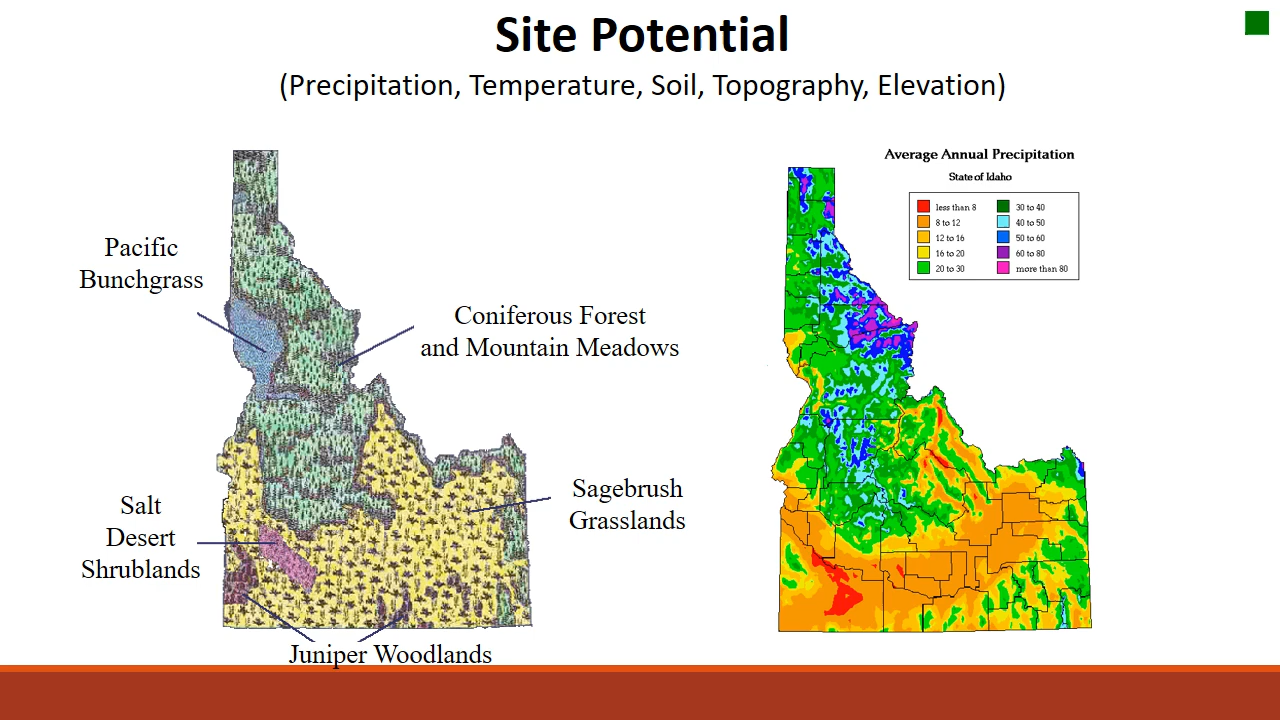 Site Potential
(Precipitation, Temperature, Soil, Topography, Elevation)
Pacific
Bunchgrass
Coniferous Forest
and Mountain Meadows
Salt
Desert
Shrublands
Sagebrush
Grasslands
Juniper Woodlands
Average Annual Precipitation
State of Idaho
less than 8
8 to 12
12 to 16
16 to 20
20 to 30
30 to 40
40 to 50
50 to 60
60 to 80
more than 80